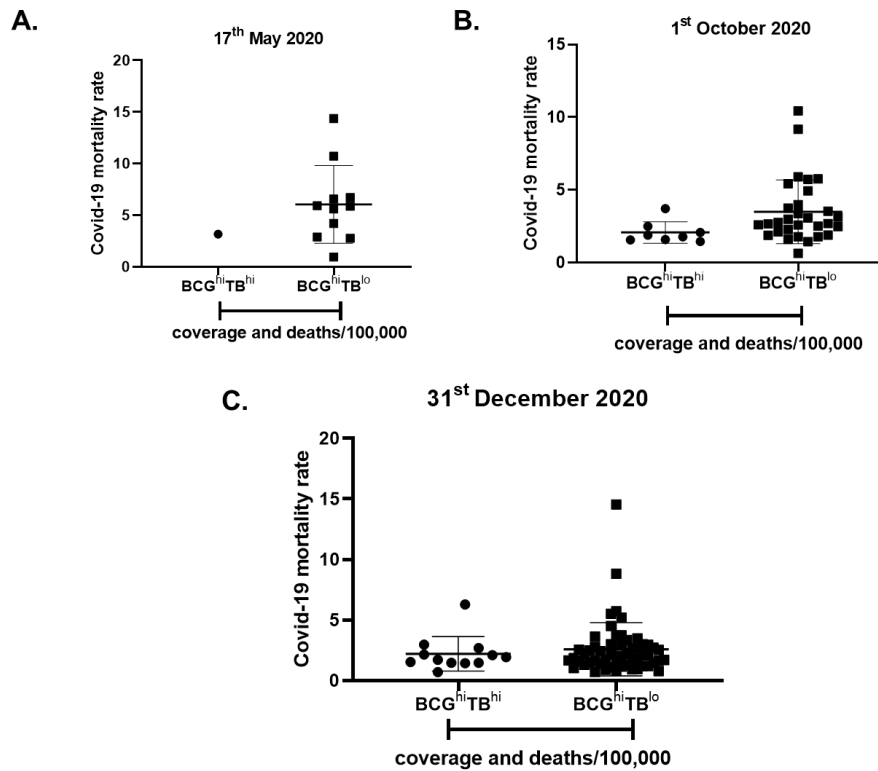 A.
17th May 2020
Covid-19 mortality rate
20
15
10
5
0
BCGhiTBhi
BCGhiTBlo
coverage and deaths/100,000
B.
1st October 2020
Covid-19 mortality rate
15
10
5
0
BCGhiTBhi
BCGhiTBlo
coverage and deaths/100,000
C.
31st December 2020
Covid-19 mortality rate
20
15
10
5
0
BCGhiTBhi
BCGhiTBlo
coverage and deaths/100,000